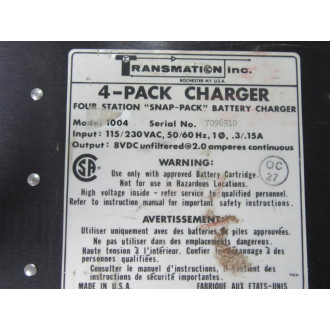 TRANSMATION inc.
ROCHESTER N.Y. U.S.A.
4-PACK CHARGER
FOUR STATION "SNAP-PACK" BATTERY CHARGER
Model 1004 Serial No. 7096910
Input: 115/230VAC, 50/60Hz, 1Ø, .3/.15A
Output: 8VDC unfiltered@2.0 amperes continuous
WARNING:
Use only with approved Battery Cartridge. Not for use in Hazardous Locations.
High voltage inside - refer service to qualified personnel.
Refer to instruction manual for important safety instructions.
SA
OC
27
AVERTISSEMENT:
Utiliser uniquement avec des batteries à piles approuvées.
Ne pas utiliser dans des emplacements dangereux.
Haute tension à l'intérieur. Confier le dépannage à des personnes qualifiées.
Consulter le manuel d'instructions, il contient des instructions de sécurité importantes.
MADE IN U.S.A. FABRIQUE AUX ETATS-UNIS